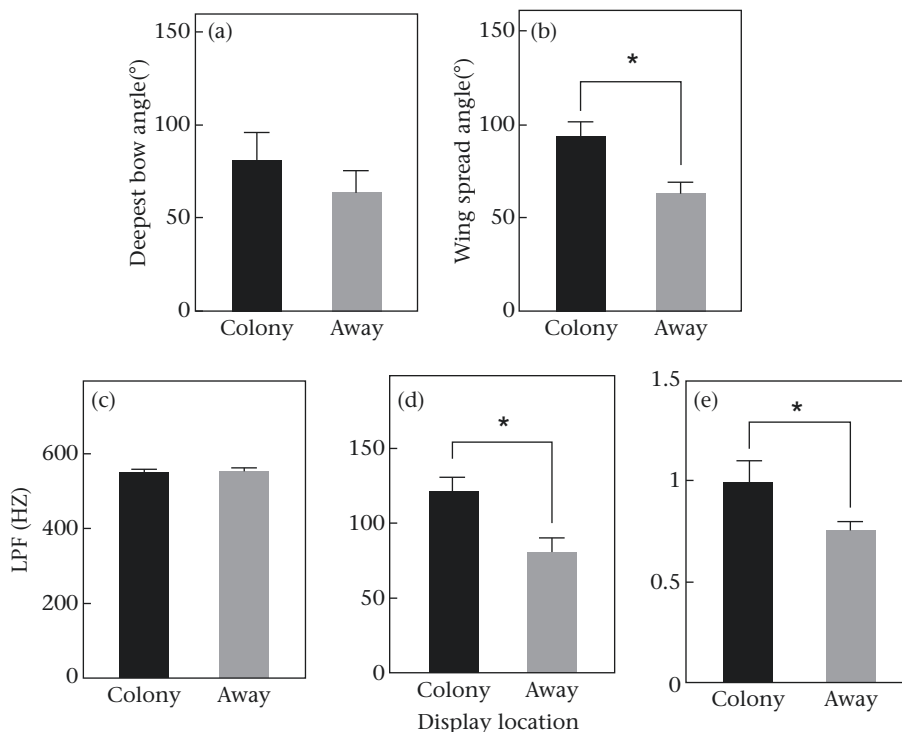 (a)
Deepest bow angle(°)
150
100
50
0
Colony Away
(b)
*
Wing spread angle(°)
150
100
50
0
Colony Away
(c)
LPF (HZ)
600
400
200
0
Colony Away
(d)
*
150
100
50
0
Colony Away
(e)
*
1.5
1
0.5
0
Colony Away
Display location